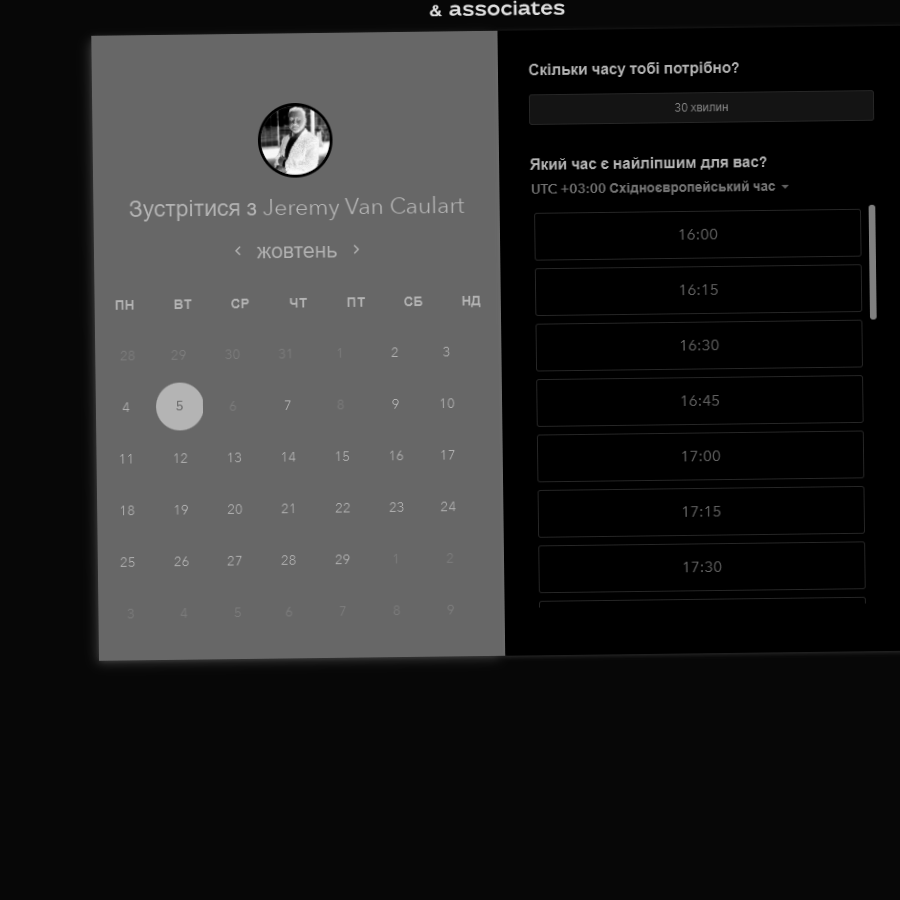 & associates
Зустрітися з Jeremy Van Caulart
жовтень
ПН ВТ СР ЧТ ПТ СБ НД
28 29 30 31 1 2 3
4 5 6 7 8 9 10
11 12 13 14 15 16 17
18 19 20 21 22 23 24
25 26 27 28 29 1 2
3 4 5 6 7 8 9
Скільки часу тобі потрібно?
30 хвилин
Який час є найліпшим для вас?
UTC +03:00 Східноєвропейський час
16:00
16:15
16:30
16:45
17:00
17:15
17:30